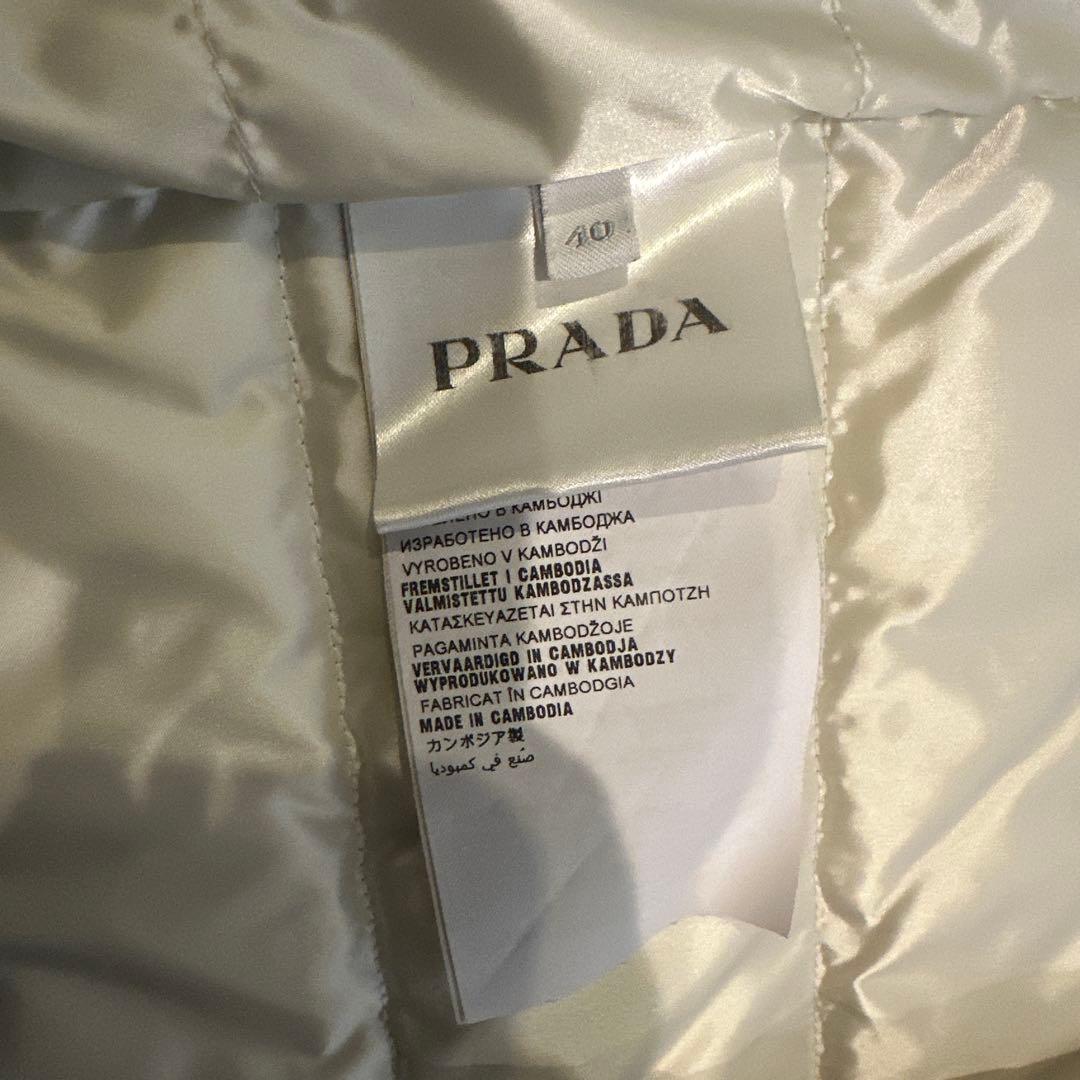 40
PRADA
В КАМБОДЖІ
ИЗРАБОТЕНО В КАМБОДЖА
VYROBENO V KAMBODŽI
FREMSTILLET I CAMBODIA
VALMISTETTU KAMBODZASSA
ΚΑΤΑΣΚΕΥΑΖΕΤΑΙ ΣΤΗΝ ΚΑΜΠΟΤΖΗ
PAGAMINTA KAMBODŽOJE
VERVAARDIGD IN CAMBODJA
WYPRODUKOWANO W KAMBODZY
FABRICAT ÎN CAMBODGIA
MADE IN CAMBODIA
カンボジア製
صنع في كمبوديا